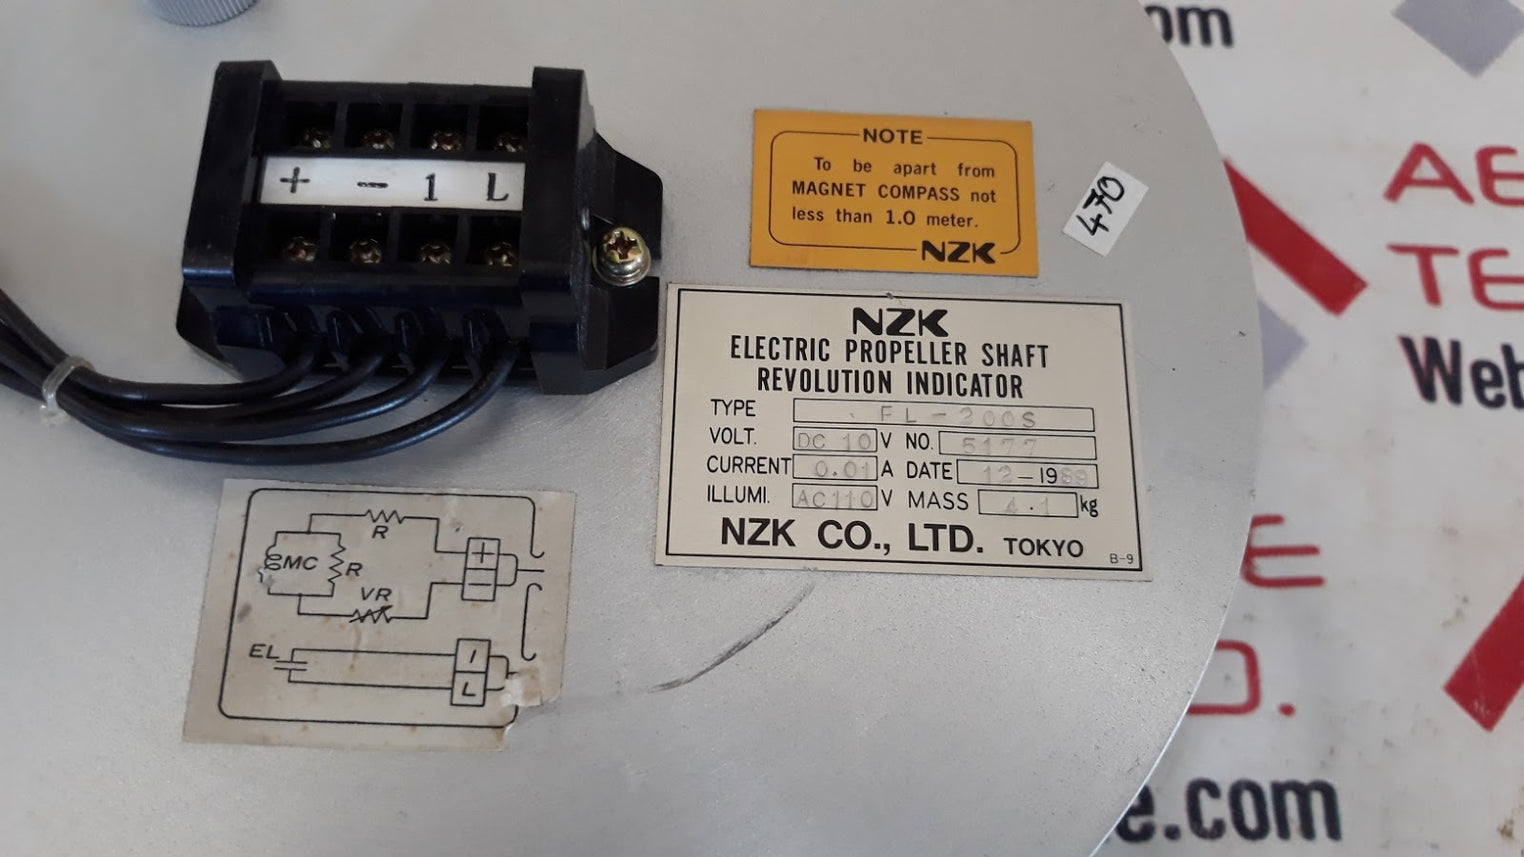 + − 1 L
NOTE
To be apart from
MAGNET COMPASS not
less than 1.0 meter.
NZK
470
NZK
ELECTRIC PROPELLER SHAFT
REVOLUTION INDICATOR
TYPE L-200S
VOLT. DC 10 V NO. 5177
CURRENT 0.01 A DATE 12-19
ILLUMI. AC110 V MASS 4.1 kg
NZK CO., LTD. TOKYO
B-9
R
MC R
VR
+
−
EL
1
L
om
AE
TE
Web
E
D.
e.com